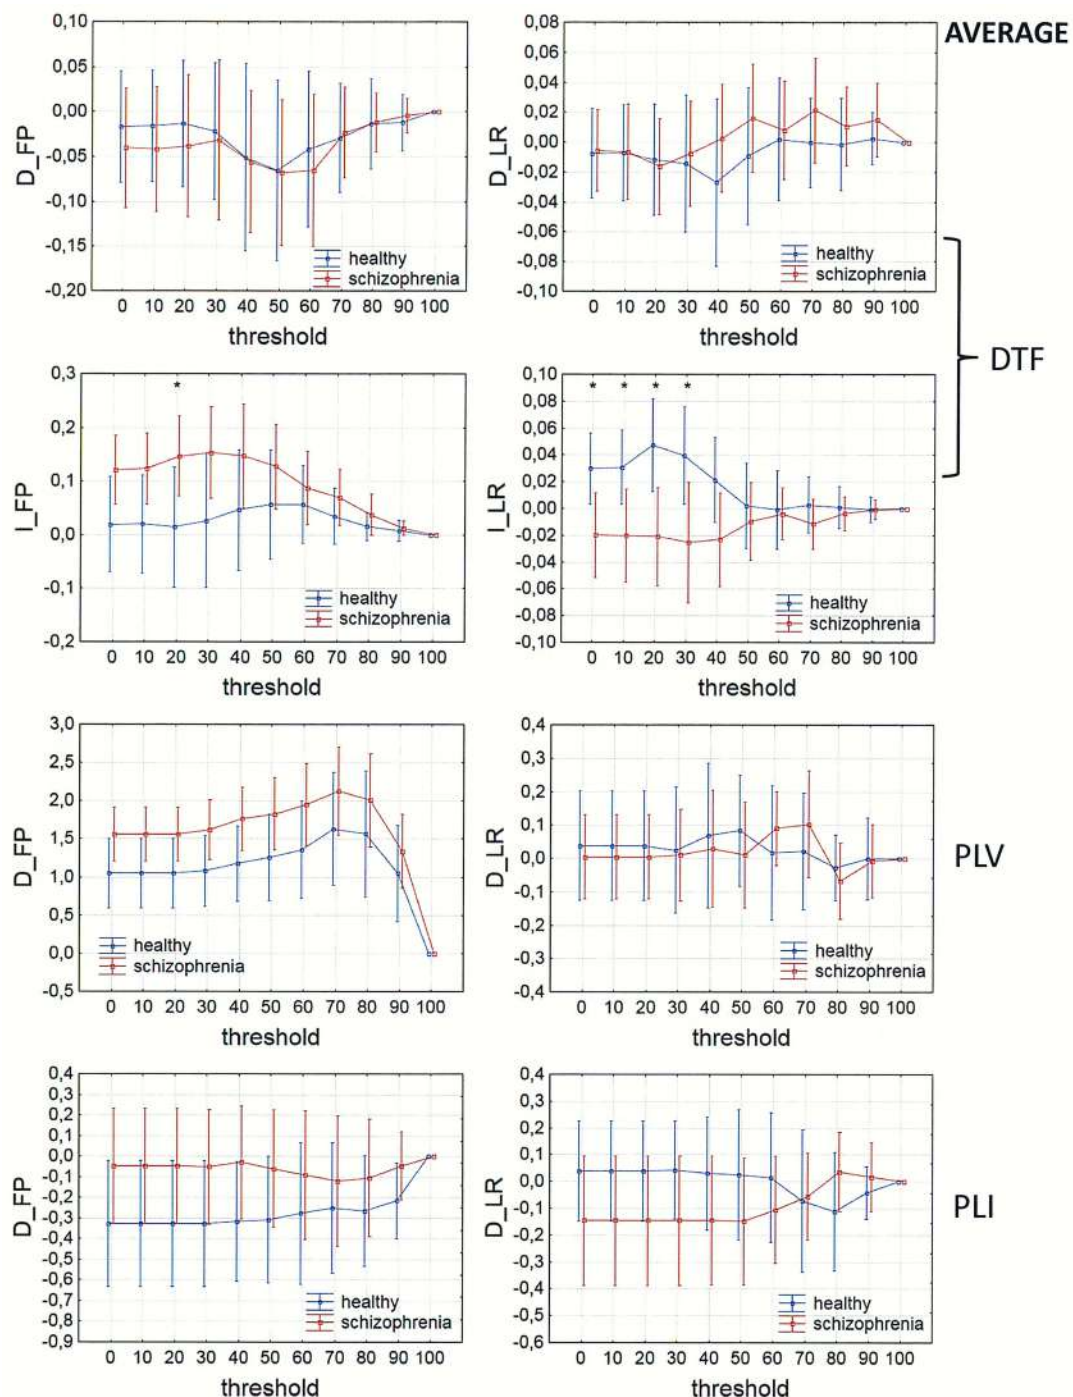 AVERAGE
0,10
0,05
0,00
-0,05
-0,10
-0,15
-0,20
D_FP
healthy
schizophrenia
0 10 20 30 40 50 60 70 80 90 100
threshold
0,08
0,06
0,04
0,02
0,00
-0,02
-0,04
-0,06
-0,08
-0,10
D_LR
healthy
schizophrenia
0 10 20 30 40 50 60 70 80 90 100
threshold
DTF
0,3
0,2
0,1
0,0
-0,1
-0,2
I_FP
*
healthy
schizophrenia
0 10 20 30 40 50 60 70 80 90 100
threshold
0,10
0,08
0,06
0,04
0,02
0,00
-0,02
-0,04
-0,06
-0,08
-0,10
I_LR
* * * *
healthy
schizophrenia
0 10 20 30 40 50 60 70 80 90 100
threshold
3,0
2,5
2,0
1,5
1,0
0,5
0,0
-0,5
D_FP
healthy
schizophrenia
0 10 20 30 40 50 60 70 80 90 100
threshold
0,4
0,3
0,2
0,1
0,0
-0,1
-0,2
-0,3
-0,4
D_LR
healthy
schizophrenia
0 10 20 30 40 50 60 70 80 90 100
threshold
PLV
0,4
0,3
0,2
0,1
-0,0
-0,1
-0,2
-0,3
-0,4
-0,5
-0,6
-0,7
-0,8
-0,9
D_FP
healthy
schizophrenia
0 10 20 30 40 50 60 70 80 90 100
threshold
0,4
0,3
0,2
0,1
0,0
-0,1
-0,2
-0,3
-0,4
-0,5
-0,6
D_LR
healthy
schizophrenia
0 10 20 30 40 50 60 70 80 90 100
threshold
PLI